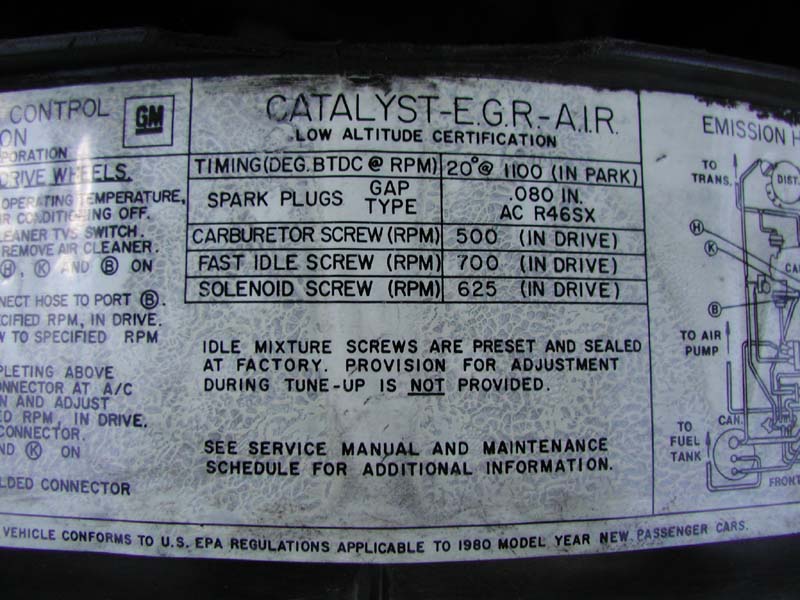 CONTROL
ON
PORATION
DRIVE WHEELS.
OPERATING TEMPERATURE,
CONDITIONING OFF.
LEANER TVS SWITCH.
REMOVE AIR CLEANER.
H, K AND B ON
NECT HOSE TO PORT B.
CIFIED RPM, IN DRIVE.
W TO SPECIFIED RPM
PLETING ABOVE
NNECTOR AT A/C
N AND ADJUST
ED RPM, IN DRIVE.
CONNECTOR.
ND K ON
LDED CONNECTOR
GM
CATALYST-E.G.R.-A.I.R.
LOW ALTITUDE CERTIFICATION
TIMING (DEG. BTDC @ RPM) 20° @ 1100 (IN PARK)
SPARK PLUGS GAP .080 IN.
TYPE AC R46SX
CARBURETOR SCREW (RPM) 500 (IN DRIVE)
FAST IDLE SCREW (RPM) 700 (IN DRIVE)
SOLENOID SCREW (RPM) 625 (IN DRIVE)
IDLE MIXTURE SCREWS ARE PRESET AND SEALED
AT FACTORY. PROVISION FOR ADJUSTMENT
DURING TUNE-UP IS NOT PROVIDED.
SEE SERVICE MANUAL AND MAINTENANCE
SCHEDULE FOR ADDITIONAL INFORMATION.
EMISSION H
TO
TRANS.
DIST.
H
K
CA
B
TO AIR
PUMP
TO
FUEL
TANK
CAN.
FRONT
VEHICLE CONFORMS TO U.S. EPA REGULATIONS APPLICABLE TO 1980 MODEL YEAR NEW PASSENGER CARS.